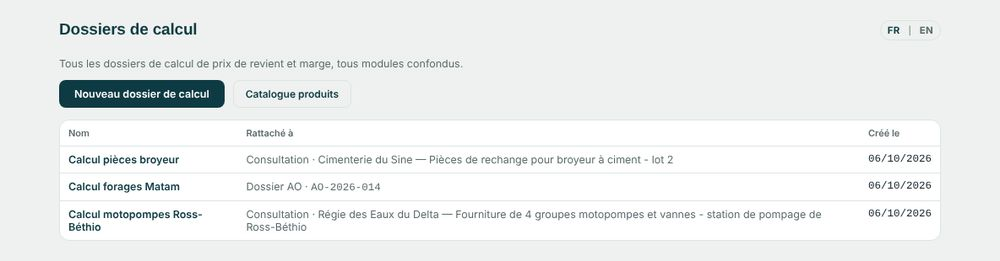 Dossiers de calcul
FR | EN
Tous les dossiers de calcul de prix de revient et marge, tous modules confondus.
Nouveau dossier de calcul
Catalogue produits
Nom Rattaché à Créé le
Calcul pièces broyeur Consultation · Cimenterie du Sine — Pièces de rechange pour broyeur à ciment - lot 2 06/10/2026
Calcul forages Matam Dossier AO · AO-2026-014 06/10/2026
Calcul motopompes Ross- Consultation · Régie des Eaux du Delta — Fourniture de 4 groupes motopompes et vannes - station de pompage de 06/10/2026
Béthio Ross-Béthio